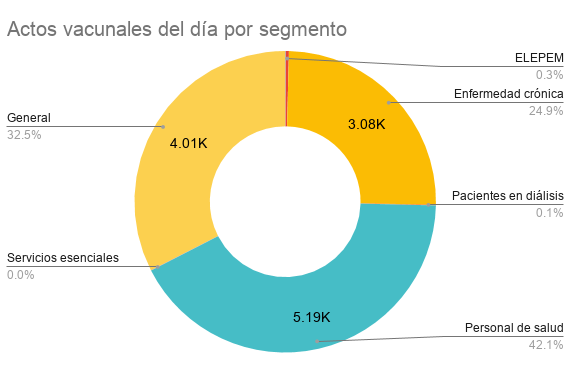 Actos vacunales del día por segmento
ELEPEM
0.3%
Enfermedad crónica
24.9%
3.08K
General
32.5%
4.01K
Pacientes en diálisis
0.1%
Servicios esenciales
0.0%
5.19K
Personal de salud
42.1%